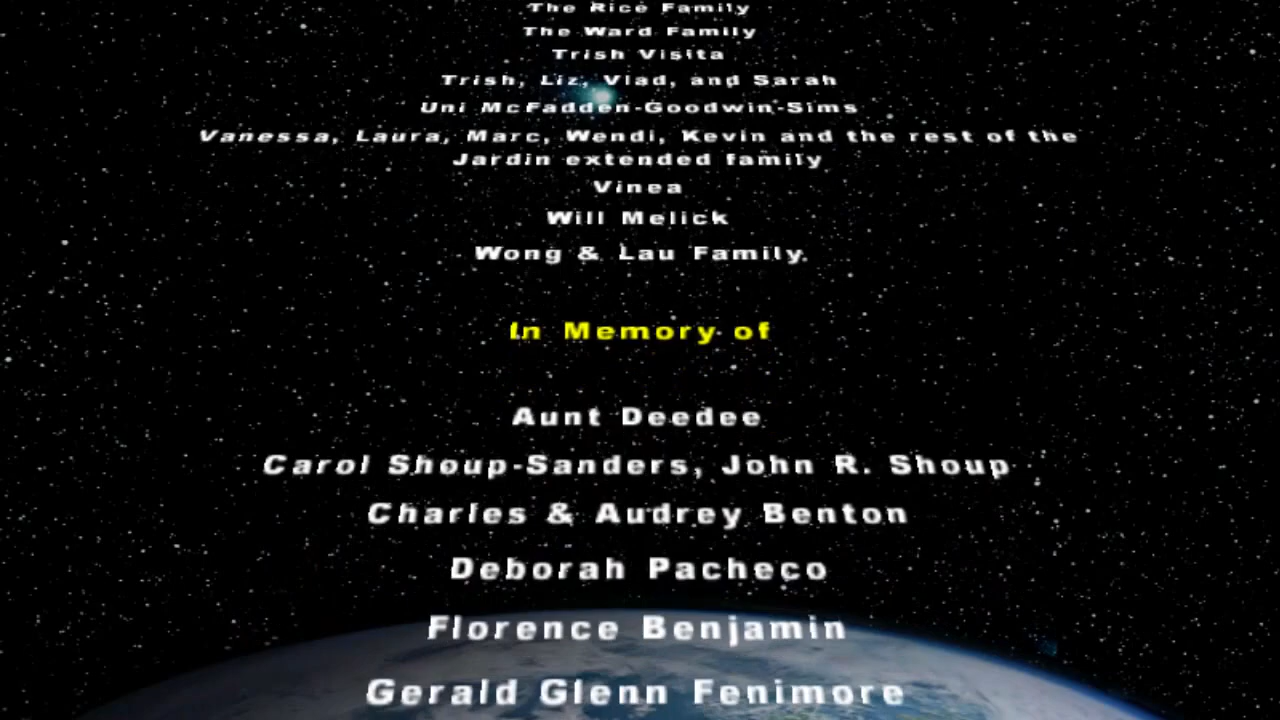 The Rice Family
The Ward Family
Trish Visita
Trish, Liz, Vlad, and Sarah
Uni McFadden-Goodwin-Sims
Vanessa, Laura, Marc, Wendi, Kevin and the rest of the
Jardin extended family
Vinea
Will Melick
Wong & Lau Family
In Memory of
Aunt Deedee
Carol Shoup-Sanders, John R. Shoup
Charles & Audrey Benton
Deborah Pacheco
Florence Benjamin
Gerald Glenn Fenimore